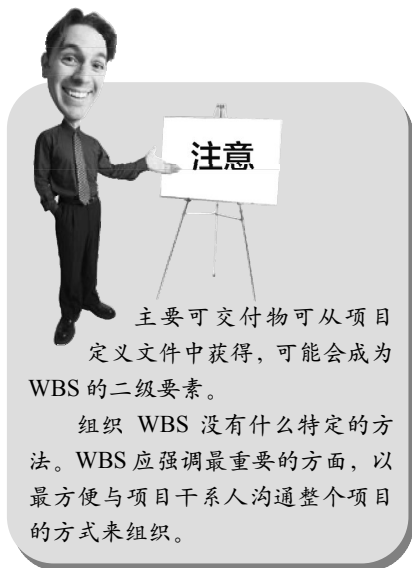 注意
主要可交付物可从项目
定义文件中获得，可能会成为
WBS 的二级要素。
组织 WBS 没有什么特定的方
法。WBS 应强调最重要的方面，以
最方便与项目干系人沟通整个项目
的方式来组织。